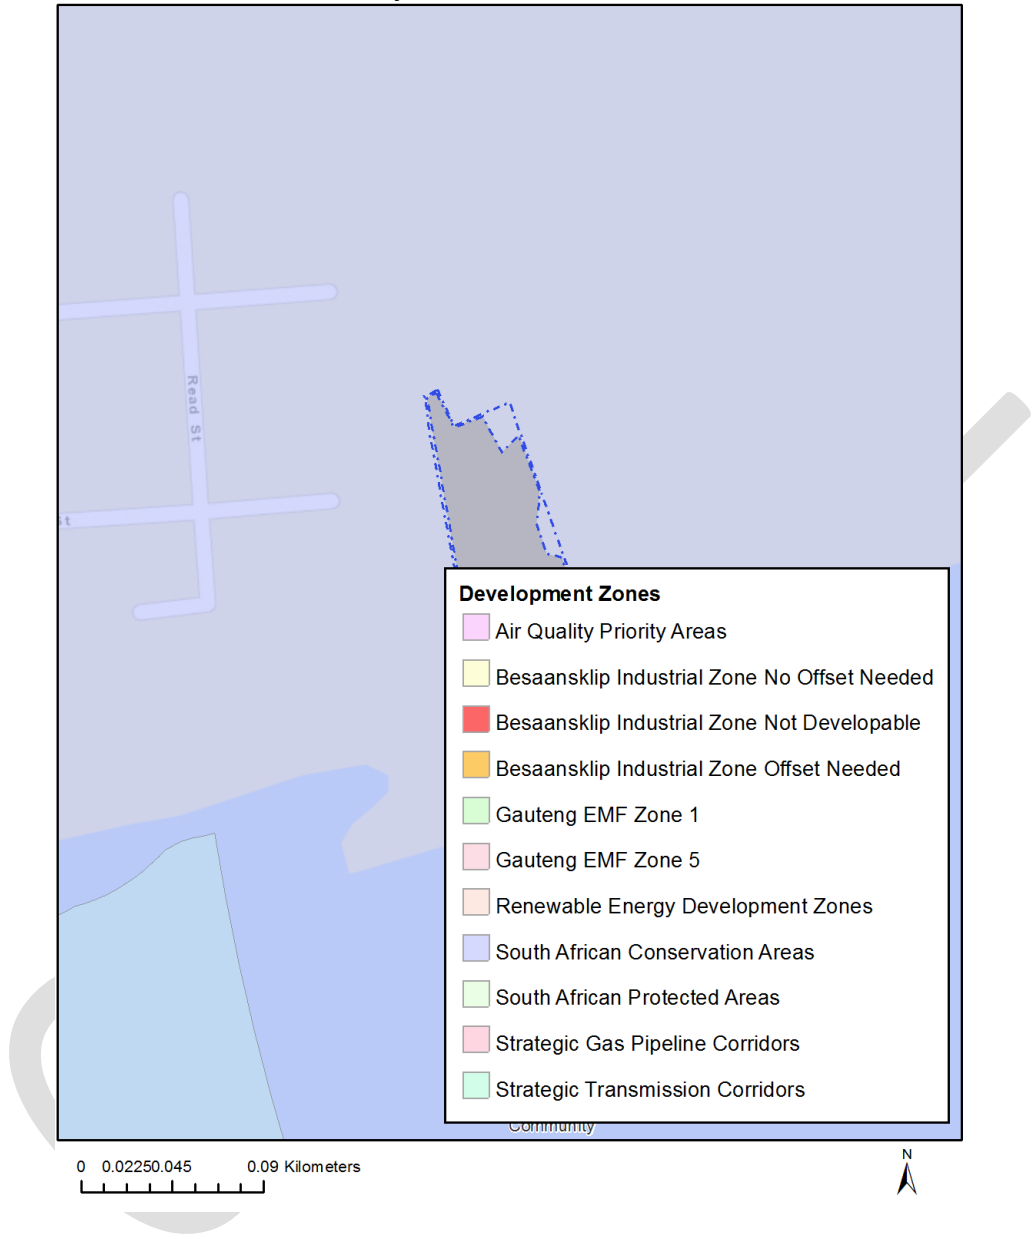 Read St
St
Development Zones
Air Quality Priority Areas
Besaansklip Industrial Zone No Offset Needed
Besaansklip Industrial Zone Not Developable
Besaansklip Industrial Zone Offset Needed
Gauteng EMF Zone 1
Gauteng EMF Zone 5
Renewable Energy Development Zones
South African Conservation Areas
South African Protected Areas
Strategic Gas Pipeline Corridors
Strategic Transmission Corridors
Community
0 0.02250.045 0.09 Kilometers
N